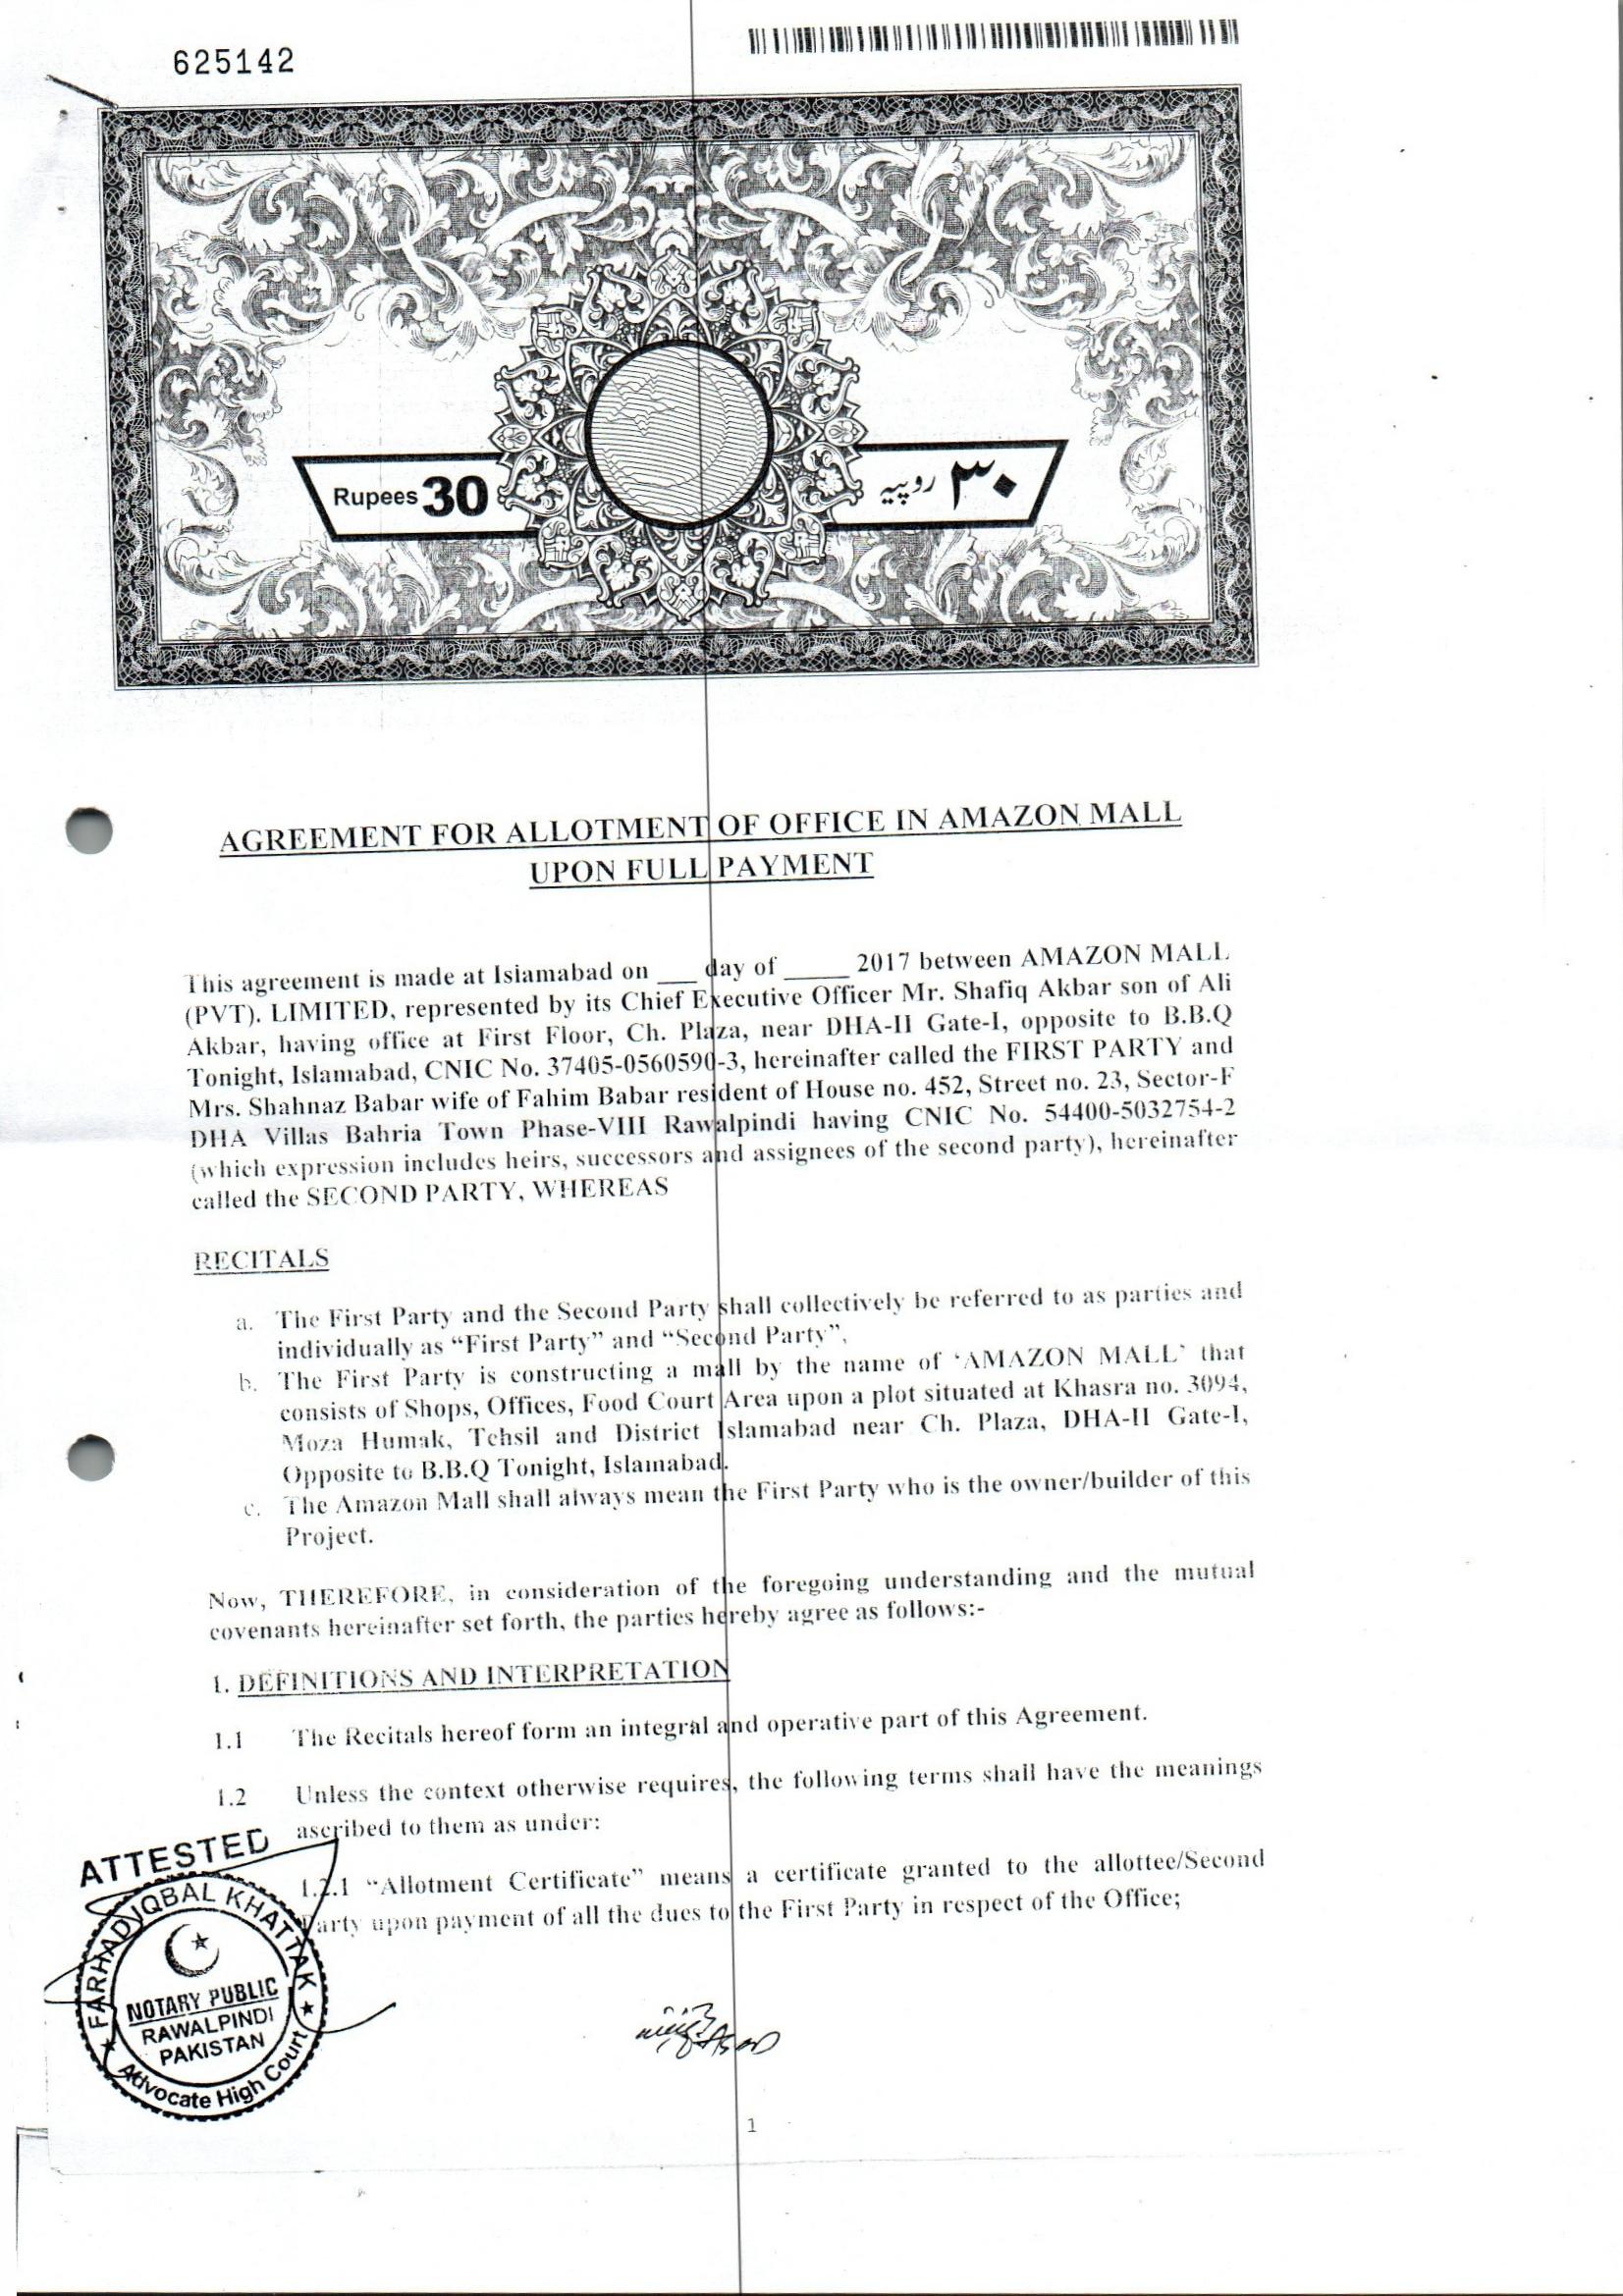 625142
Rupees 30
۳۰ روپیہ
AGREEMENT FOR ALLOTMENT OF OFFICE IN AMAZON MALL
UPON FULL PAYMENT
This agreement is made at Islamabad on ___ day of _____ 2017 between AMAZON MALL
(PVT). LIMITED, represented by its Chief Executive Officer Mr. Shafiq Akbar son of Ali
Akbar, having office at First Floor, Ch. Plaza, near DHA-II Gate-I, opposite to B.B.Q
Tonight, Islamabad, CNIC No. 37405-0560590-3, hereinafter called the FIRST PARTY and
Mrs. Shahnaz Babar wife of Fahim Babar resident of House no. 452, Street no. 23, Sector-F
DHA Villas Bahria Town Phase-VIII Rawalpindi having CNIC No. 54400-5032754-2
(which expression includes heirs, successors and assignees of the second party), hereinafter
called the SECOND PARTY, WHEREAS
RECITALS
a. The First Party and the Second Party shall collectively be referred to as parties and
individually as “First Party” and “Second Party”,
b. The First Party is constructing a mall by the name of ‘AMAZON MALL’ that
consists of Shops, Offices, Food Court Area upon a plot situated at Khasra no. 3094,
Moza Humak, Tehsil and District Islamabad near Ch. Plaza, DHA-II Gate-I,
Opposite to B.B.Q Tonight, Islamabad.
c. The Amazon Mall shall always mean the First Party who is the owner/builder of this
Project.
Now, THEREFORE, in consideration of the foregoing understanding and the mutual
covenants hereinafter set forth, the parties hereby agree as follows:-
1. DEFINITIONS AND INTERPRETATION
1.1 The Recitals hereof form an integral and operative part of this Agreement.
1.2 Unless the context otherwise requires, the following terms shall have the meanings
ascribed to them as under:
1.2.1 “Allotment Certificate” means a certificate granted to the allottee/Second
Party upon payment of all the dues to the First Party in respect of the Office;
ATTESTED
FARHAD IQBAL KHATTAK
NOTARY PUBLIC
RAWALPINDI
PAKISTAN
Advocate High Court
1